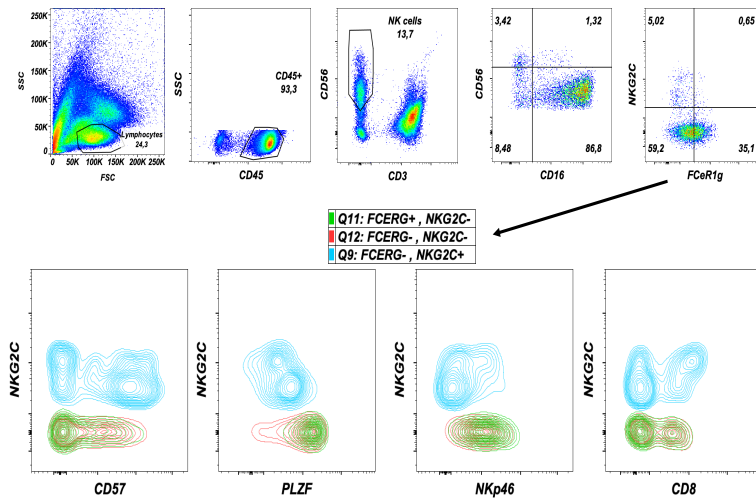 250K
200K
150K
100K
50K
0
SSC
Lymphocytes
24,3
0 50K 100K 150K 200K 250K
FSC
SSC
CD45+
93,3
CD45
CD56
NK cells
13,7
CD3
CD56
3,42 1,32
8,48 86,8
CD16
NKG2C
5,02 0,65
59,2 35,1
FCeR1g
Q11: FCERG+ , NKG2C-
Q12: FCERG- , NKG2C-
Q9: FCERG- , NKG2C+
NKG2C
CD57
NKG2C
PLZF
NKG2C
NKp46
NKG2C
CD8